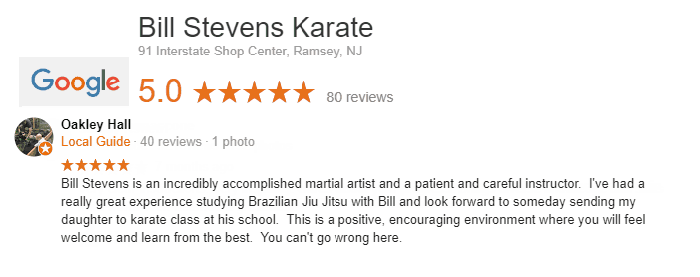 Bill Stevens Karate
91 Interstate Shop Center, Ramsey, NJ
Google
5.0 ★★★★★ 80 reviews
Oakley Hall
Local Guide · 40 reviews · 1 photo
★★★★★
Bill Stevens is an incredibly accomplished martial artist and a patient and careful instructor.  I've had a
really great experience studying Brazilian Jiu Jitsu with Bill and look forward to someday sending my
daughter to karate class at his school.  This is a positive, encouraging environment where you will feel
welcome and learn from the best.  You can't go wrong here.